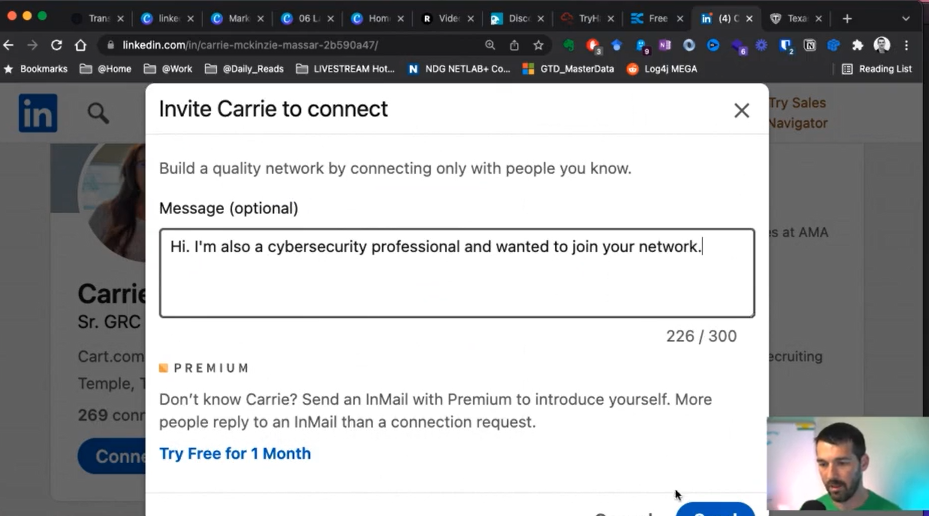 Trans
linke
Mark
06 L
Hom
Vide
Disc
TryH
Free
(4) C
Texa
linkedin.com/in/carrie-mckinzie-massar-2b590a47/
Bookmarks @Home @Work @Daily_Reads LIVESTREAM Hot... NDG NETLAB+ Co... GTD_MasterData Log4j MEGA Reading List
in
Try Sales
Navigator
Invite Carrie to connect
Build a quality network by connecting only with people you know.
Message (optional)
Hi. I'm also a cybersecurity professional and wanted to join your network.
226 / 300
PREMIUM
Don't know Carrie? Send an InMail with Premium to introduce yourself. More
people reply to an InMail than a connection request.
Try Free for 1 Month
es at AMA
ecruiting
Carrie
Sr. GRC
Cart.com
Temple, T
269 conn
Conne